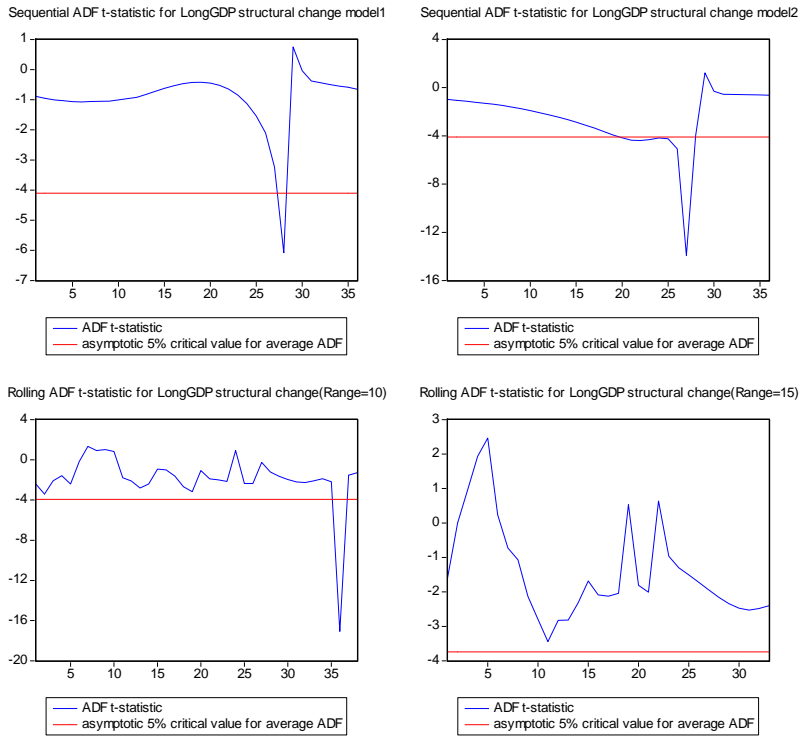 Sequential ADF t-statistic for LongGDP structural change model1
1
0
-1
-2
-3
-4
-5
-6
-7
5 10 15 20 25 30 35
ADF t-statistic
asymptotic 5% critical value for average ADF
Sequential ADF t-statistic for LongGDP structural change model2
4
0
-4
-8
-12
-16
5 10 15 20 25 30 35
ADF t-statistic
asymptotic 5% critical value for average ADF
Rolling ADF t-statistic for LongGDP structural change(Range=10)
4
0
-4
-8
-12
-16
-20
5 10 15 20 25 30 35
ADF t-statistic
asymptotic 5% critical value for average ADF
Rolling ADF t-statistic for LongGDP structural change(Range=15)
3
2
1
0
-1
-2
-3
-4
5 10 15 20 25 30
ADF t-statistic
asymptotic 5% critical value for average ADF